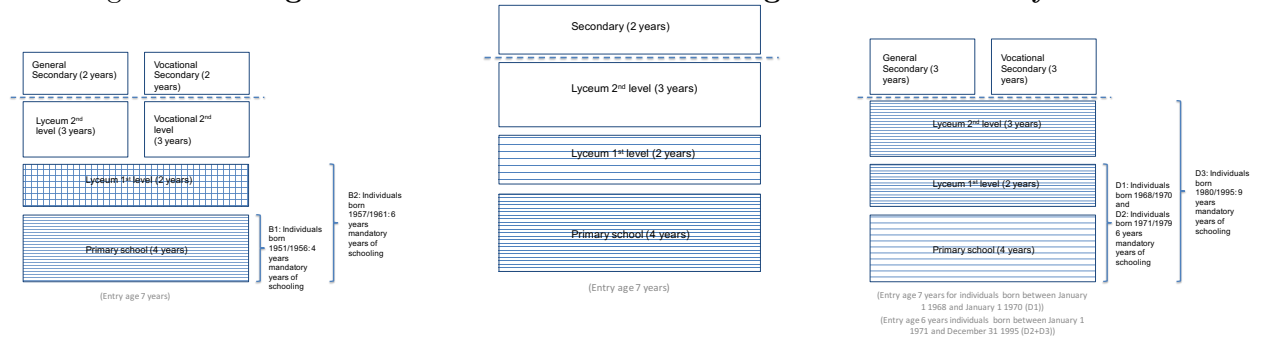 General
Secondary (2 years)
Vocational
Secondary (2
years)
Lyceum 2nd
level (3 years)
Vocational 2nd
level
(3 years)
Lyceum 1st level (2 years)
Primary school (4 years)
B1: Individuals
born
1951/1956: 4
years
mandatory
years of
schooling
B2: Individuals
born
1957/1961: 6
years
mandatory
years of
schooling
(Entry age 7 years)
Secondary (2 years)
Lyceum 2nd level (3 years)
Lyceum 1st level (2 years)
Primary school (4 years)
(Entry age 7 years)
General
Secondary (3
years)
Vocational
Secondary (3
years)
Lyceum 2nd level (3 years)
Lyceum 1st level (2 years)
Primary school (4 years)
D1: Individuals
born 1968/1970
and
D2: Individuals
born 1971/1979
6 years
mandatory
years of
schooling
D3: Individuals
born
1980/1995: 9
years
mandatory
years of
schooling
(Entry age 7 years for individuals born between January
1 1968 and January 1 1970 (D1))
(Entry age 6 years individuals born between January 1
1971 and December 31 1995 (D2+D3))